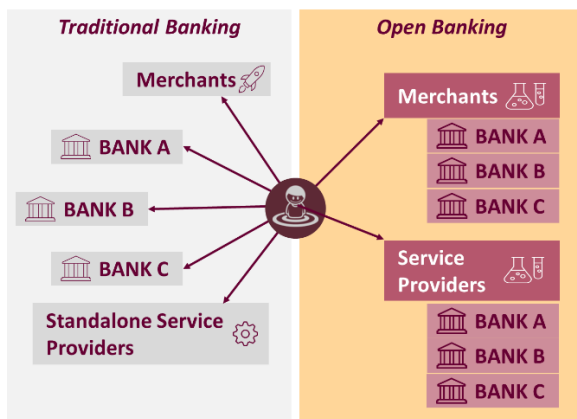 Traditional Banking
Merchants
BANK A
BANK B
BANK C
Standalone Service
Providers
Open Banking
Merchants
BANK A
BANK B
BANK C
Service
Providers
BANK A
BANK B
BANK C